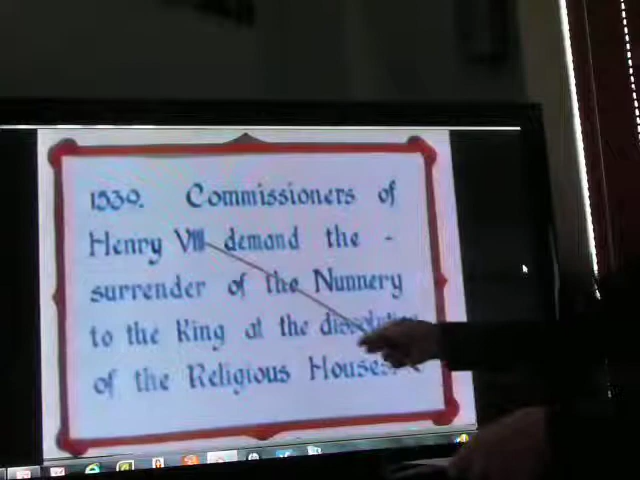 1539. Commissioners of
Henry VIII demand the -
surrender of the Nunnery
to the King at the dissolution
of the Religious Houses.